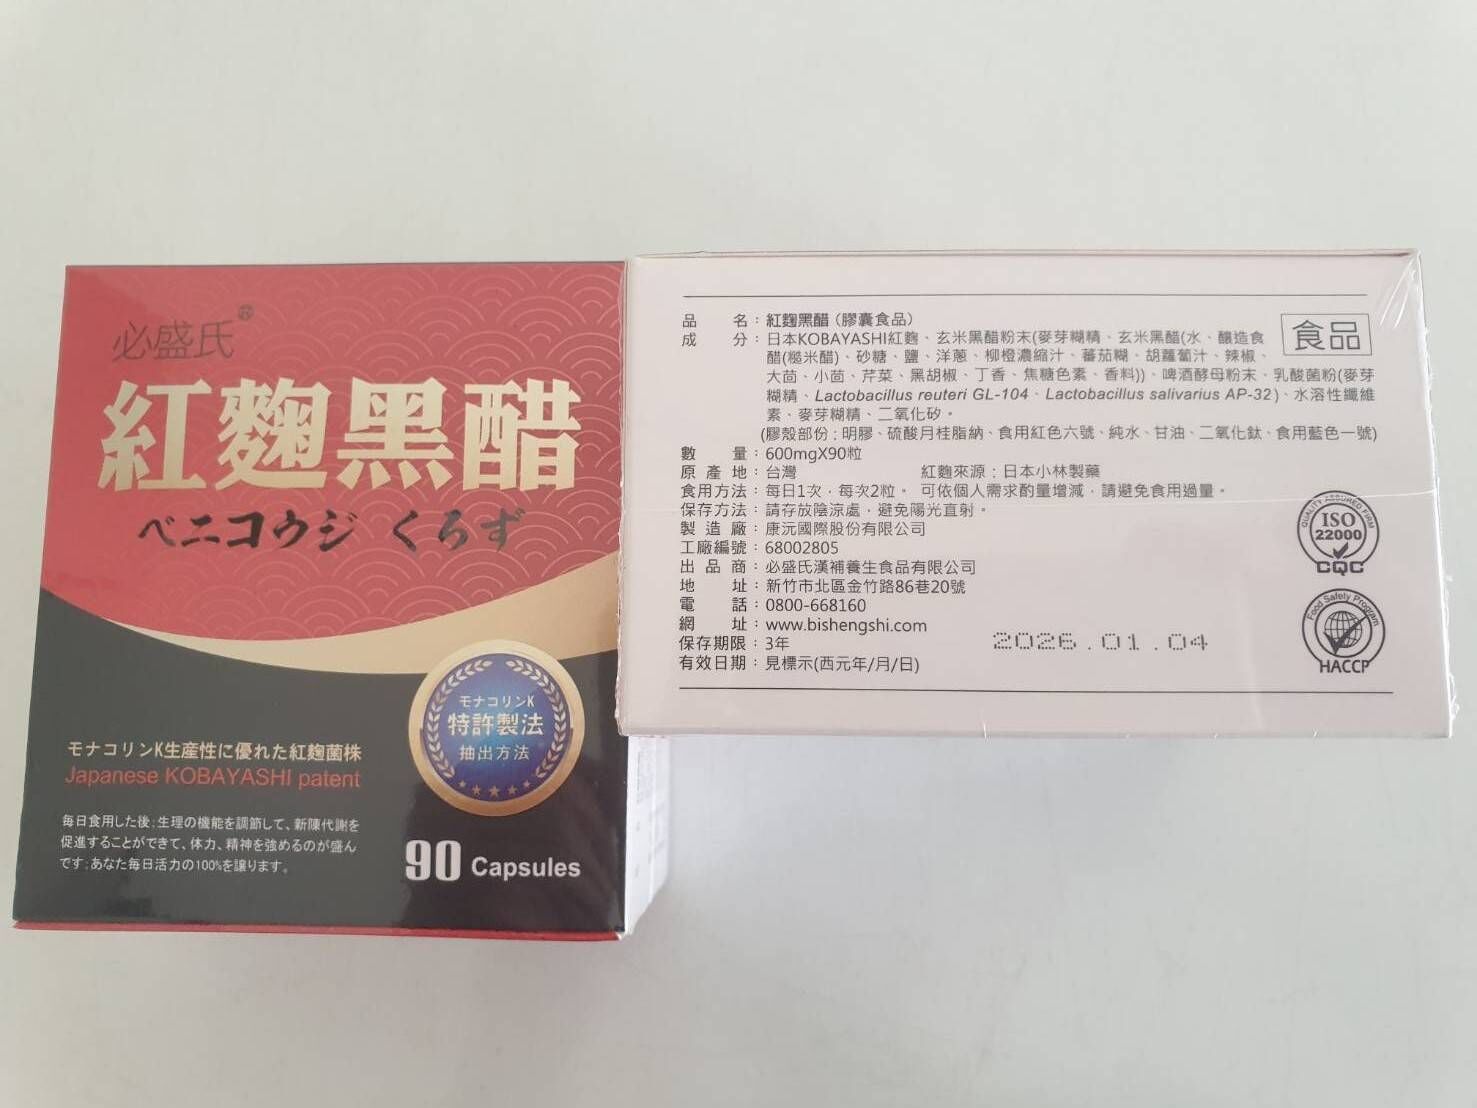 必盛氏®
紅麴黑醋
ベニコウジ くろず
モナコリンK
特許製法
抽出方法
モナコリンK生産性に優れた紅麴菌株
Japanese KOBAYASHI patent
毎日食用した後;生理の機能を調節して、新陳代謝を
促進することができて、体力、精神を強めるのが盛ん
です;あなた毎日活力の100%を譲ります。
90 Capsules
品名:紅麴黑醋(膠囊食品)
成分:日本KOBAYASHI紅麴、玄米黑醋粉末(麥芽糊精、玄米黑醋(水、釀造食
醋(糙米醋)、砂糖、鹽、洋蔥、柳橙濃縮汁、蕃茄糊、胡蘿蔔汁、辣椒、
大茴、小茴、芹菜、黑胡椒、丁香、焦糖色素、香料))、啤酒酵母粉末、乳酸菌粉(麥芽
糊精、Lactobacillus reuteri GL-104、Lactobacillus salivarius AP-32)、水溶性纖維
素、麥芽糊精、二氧化矽。
(膠殼部份:明膠、硫酸月桂脂納、食用紅色六號、純水、甘油、二氧化鈦、食用藍色一號)
食品
數量:600mgX90粒
原產地:台灣 紅麴來源:日本小林製藥
食用方法:每日1次,每次2粒。可依個人需求酌量增減,請避免食用過量。
保存方法:請存放陰涼處,避免陽光直射。
製造廠:康沅國際股份有限公司
工廠編號:68002805
出品商:必盛氏漢補養生食品有限公司
地址:新竹市北區金竹路86巷20號
電話:0800-668160
網址:www.bishengshi.com
保存期限:3年
有效日期:見標示(西元年/月/日)
2026.01.04
QUALITY ASSURED FIRM
ISO
22000
CQC
Food Safety Program
HACCP